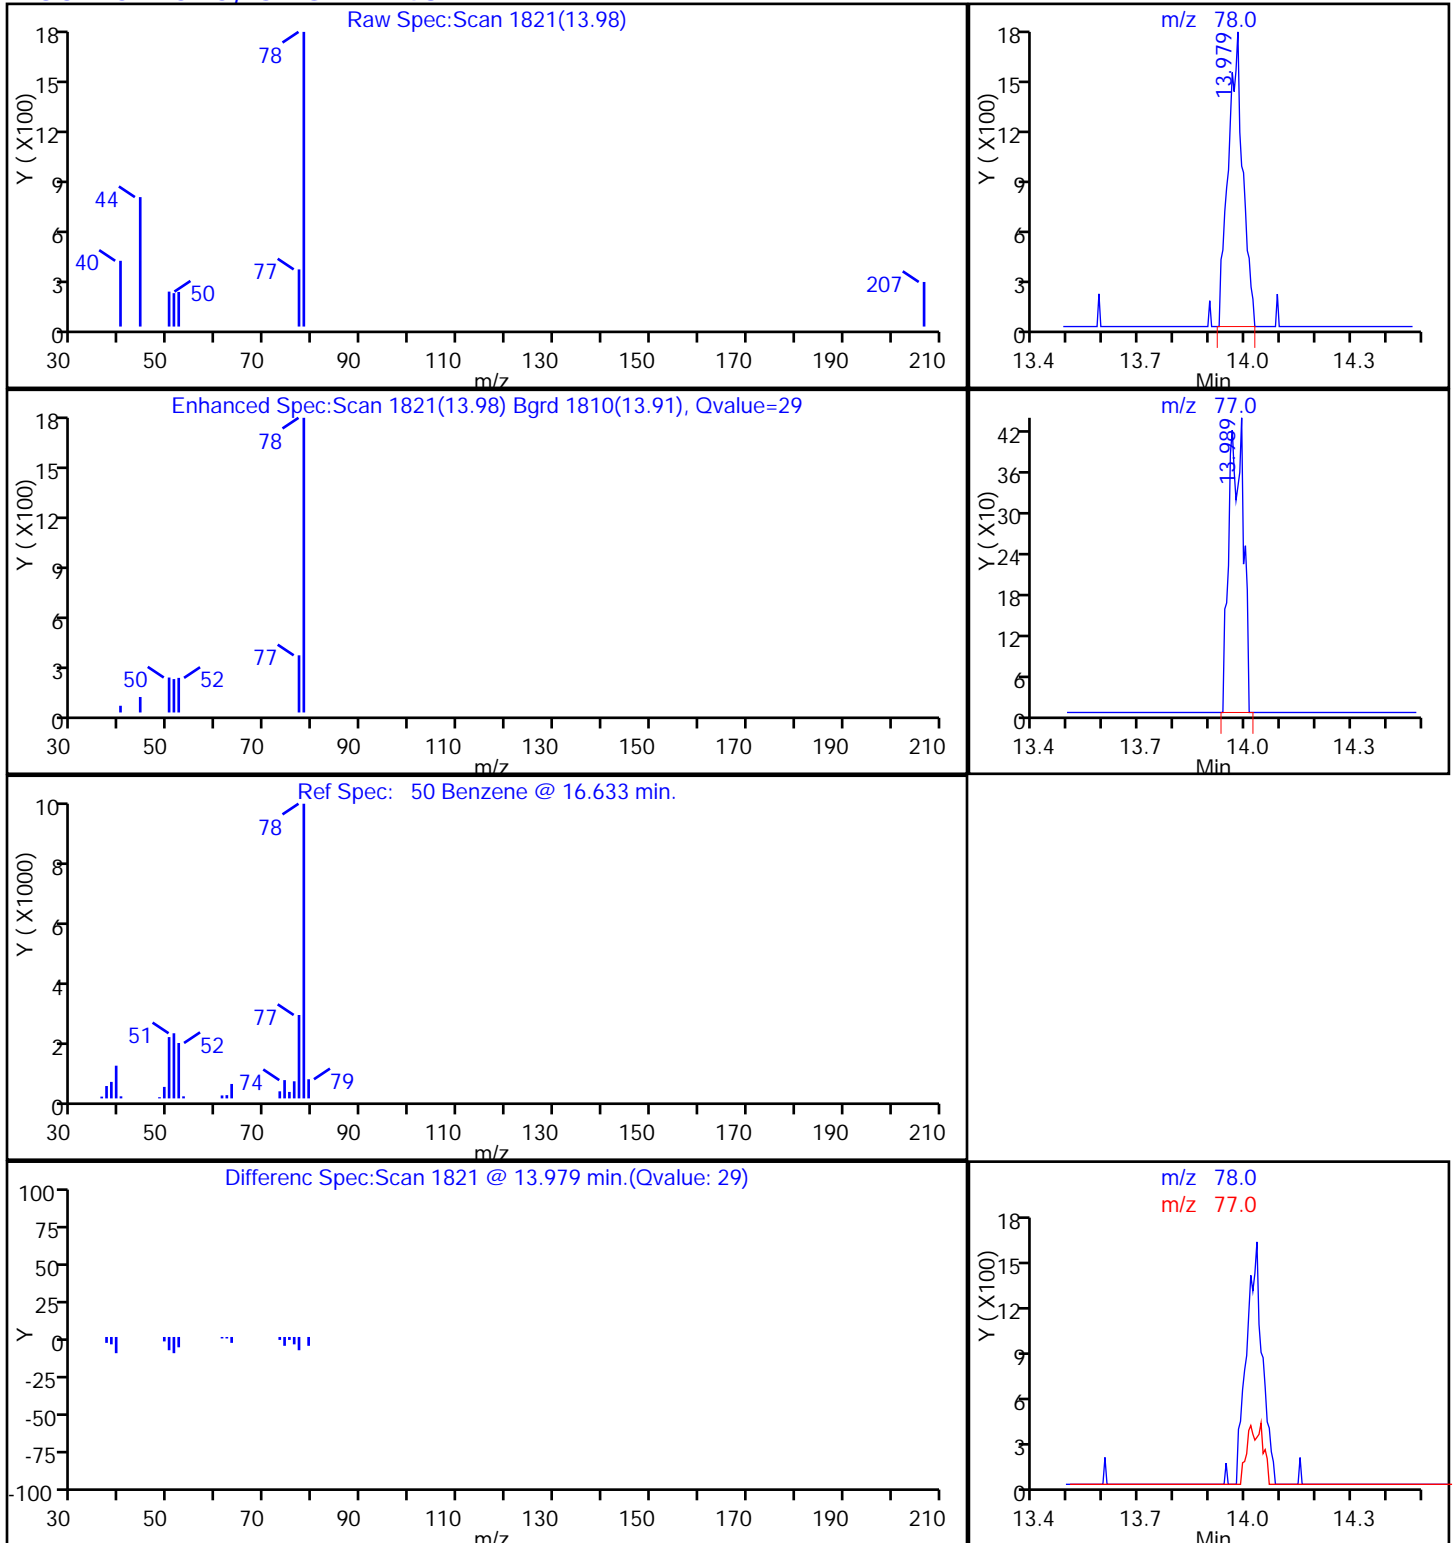 Raw Spec:Scan 1821(13.98)
Y ( X100)
18
15
12
9
6
3
0
78
44
40
77
50
207
30 50 70 90 110 130 150 170 190 210
m/z
m/z 78.0
Y ( X100)
18
15
12
9
6
3
0
13.979
13.4 13.7 14.0 14.3
Min
Enhanced Spec:Scan 1821(13.98) Bgrd 1810(13.91), Qvalue=29
Y ( X100)
18
15
12
9
6
3
0
78
77
50
52
30 50 70 90 110 130 150 170 190 210
m/z
m/z 77.0
Y ( X10)
42
36
30
24
18
12
6
0
13.989
13.4 13.7 14.0 14.3
Min
Ref Spec: 50 Benzene @ 16.633 min.
Y ( X1000)
10
8
6
4
2
0
78
77
51
52
74
79
30 50 70 90 110 130 150 170 190 210
m/z
Differenc Spec:Scan 1821 @ 13.979 min.(Qvalue: 29)
Y
100
75
50
25
0
-25
-50
-75
-100
30 50 70 90 110 130 150 170 190 210
m/z
m/z 78.0
m/z 77.0
Y ( X100)
18
15
12
9
6
3
0
13.4 13.7 14.0 14.3
Min